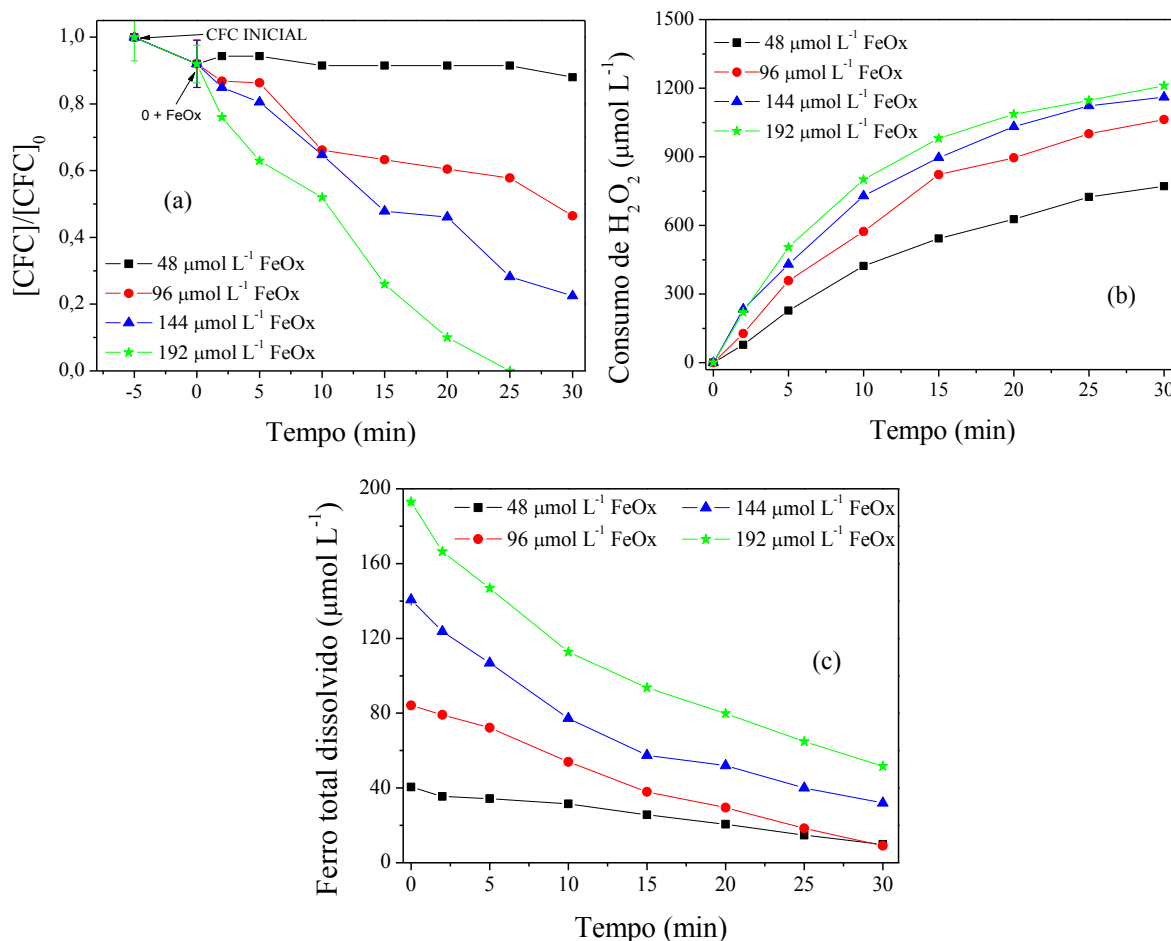 1,0
0,8
0,6
0,4
0,2
0,0
[CFC]/[CFC]₀
CFC INICIAL
0 + FeOx
(a)
48 μmol L⁻¹ FeOx
96 μmol L⁻¹ FeOx
144 μmol L⁻¹ FeOx
192 μmol L⁻¹ FeOx
-5 0 5 10 15 20 25 30
Tempo (min)
1500
1200
900
600
300
0
Consumo de H₂O₂ (μmol L⁻¹)
48 μmol L⁻¹ FeOx
96 μmol L⁻¹ FeOx
144 μmol L⁻¹ FeOx
192 μmol L⁻¹ FeOx
(b)
0 5 10 15 20 25 30
Tempo (min)
200
160
120
80
40
0
Ferro total dissolvido (μmol L⁻¹)
48 μmol L⁻¹ FeOx
96 μmol L⁻¹ FeOx
144 μmol L⁻¹ FeOx
192 μmol L⁻¹ FeOx
(c)
0 5 10 15 20 25 30
Tempo (min)